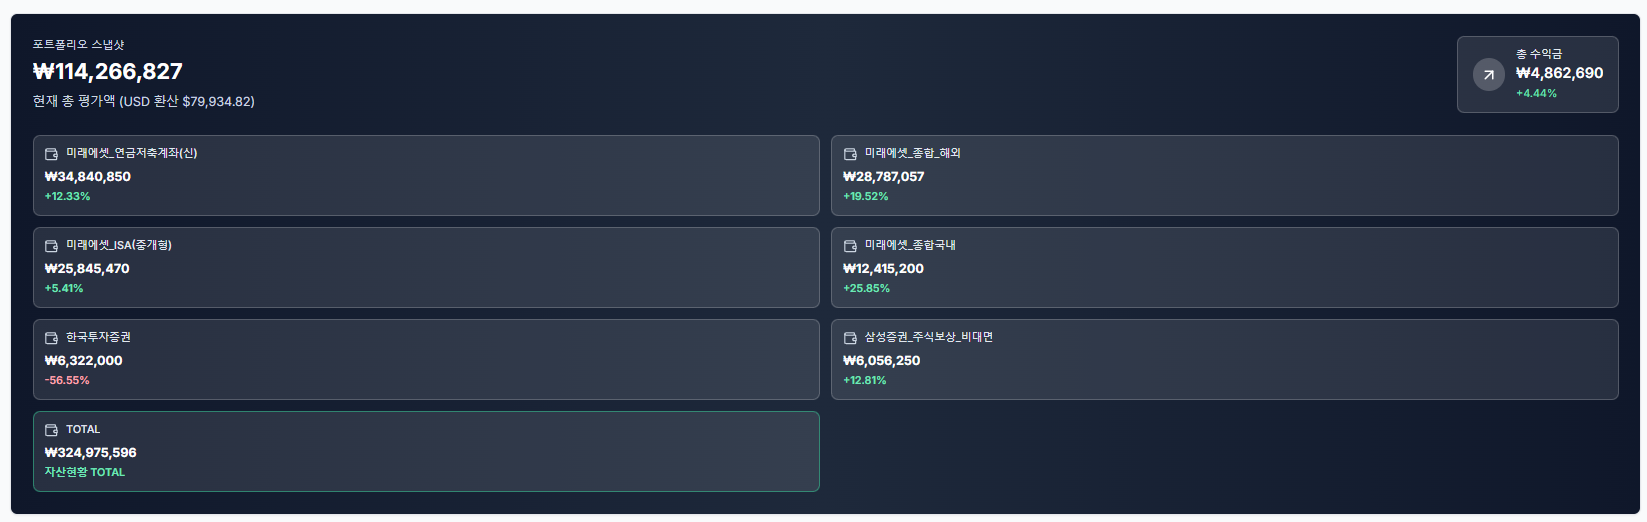 포트폴리오 스냅샷
₩114,266,827
현재 총 평가액 (USD 환산 $79,934.82)
총 수익금
₩4,862,690
+4.44%
미래에셋_연금저축계좌(신)
₩34,840,850
+12.33%
미래에셋_종합_해외
₩28,787,057
+19.52%
미래에셋_ISA(중개형)
₩25,845,470
+5.41%
미래에셋_종합국내
₩12,415,200
+25.85%
한국투자증권
₩6,322,000
-56.55%
삼성증권_주식보상_비대면
₩6,056,250
+12.81%
TOTAL
₩324,975,596
자산현황 TOTAL